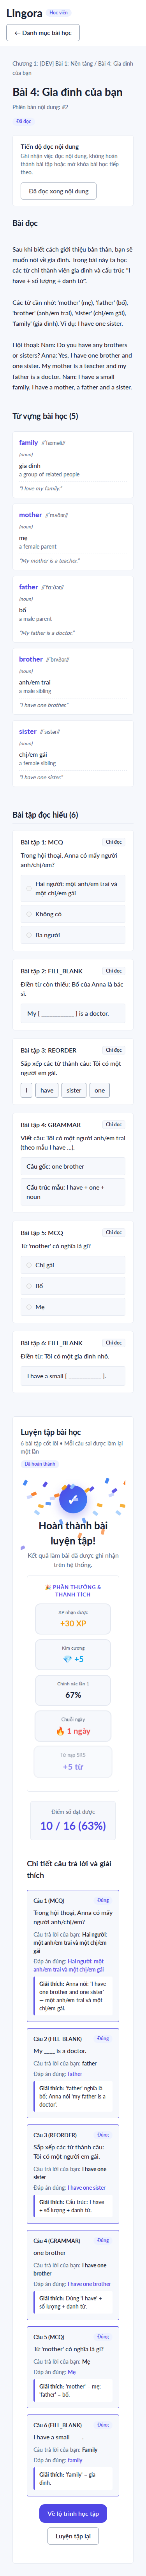 Lingora Học viên
← Danh mục bài học
Chương 1: [DEV] Bài 1: Nền tảng / Bài 4: Gia đình
của bạn
Bài 4: Gia đình của bạn
Phiên bản nội dung: #2
Đã đọc
Tiến độ đọc nội dung
Ghi nhận việc đọc nội dung, không hoàn
thành bài tập hoặc mở khóa bài học tiếp
theo.
Đã đọc xong nội dung
Bài đọc
Sau khi biết cách giới thiệu bản thân, bạn sẽ
muốn nói về gia đình. Trong bài này ta học
các từ chỉ thành viên gia đình và cấu trúc "I
have + số lượng + danh từ".
Các từ cần nhớ: 'mother' (mẹ), 'father' (bố),
'brother' (anh/em trai), 'sister' (chị/em gái),
'family' (gia đình). Ví dụ: I have one sister.
Hội thoại: Nam: Do you have any brothers
or sisters? Anna: Yes, I have one brother and
one sister. My mother is a teacher and my
father is a doctor. Nam: I have a small
family. I have a mother, a father and a sister.
Từ vựng bài học (5)
family /ˈfæməli/
(noun)
gia đình
a group of related people
"I love my family."
mother /ˈmʌðər/
(noun)
mẹ
a female parent
"My mother is a teacher."
father /ˈfɑːðər/
(noun)
bố
a male parent
"My father is a doctor."
brother /ˈbrʌðər/
(noun)
anh/em trai
a male sibling
"I have one brother."
sister /ˈsɪstər/
(noun)
chị/em gái
a female sibling
"I have one sister."
Bài tập đọc hiểu (6)
Bài tập 1: MCQ Chỉ đọc
Trong hội thoại, Anna có mấy người
anh/chị/em?
Hai người: một anh/em trai và
một chị/em gái
Không có
Ba người
Bài tập 2: FILL_BLANK Chỉ đọc
Điền từ còn thiếu: Bố của Anna là bác
sĩ.
My [ __________ ] is a doctor.
Bài tập 3: REORDER Chỉ đọc
Sắp xếp các từ thành câu: Tôi có một
người em gái.
I have sister one
Bài tập 4: GRAMMAR Chỉ đọc
Viết câu: Tôi có một người anh/em trai
(theo mẫu I have ...).
Câu gốc: one brother
Cấu trúc mẫu: I have + one +
noun
Bài tập 5: MCQ Chỉ đọc
Từ 'mother' có nghĩa là gì?
Chị gái
Bố
Mẹ
Bài tập 6: FILL_BLANK Chỉ đọc
Điền từ: Tôi có một gia đình nhỏ.
I have a small [ __________ ].
Luyện tập bài học
6 bài tập cốt lõi • Mỗi câu sai được làm lại
một lần
Đã hoàn thành
Hoàn thành bài
luyện tập!
Kết quả làm bài đã được ghi nhận
trên hệ thống.
🎉 PHẦN THƯỞNG &
THÀNH TÍCH
XP nhận được
+30 XP
Kim cương
💎 +5
Chính xác lần 1
67%
Chuỗi ngày
🔥 1 ngày
Từ nạp SRS
+5 từ
Điểm số đạt được:
10 / 16 (63%)
Chi tiết câu trả lời và giải
thích
Câu 1 (MCQ) Đúng
Trong hội thoại, Anna có mấy
người anh/chị/em?
Câu trả lời của bạn: Hai người:
một anh/em trai và một chị/em
gái
Đáp án đúng: Hai người: một
anh/em trai và một chị/em gái
Giải thích: Anna nói: 'I have
one brother and one sister'
— một anh/em trai và một
chị/em gái.
Câu 2 (FILL_BLANK) Đúng
My ____ is a doctor.
Câu trả lời của bạn: father
Đáp án đúng: father
Giải thích: 'father' nghĩa là
bố; Anna nói 'my father is a
doctor'.
Câu 3 (REORDER) Đúng
Sắp xếp các từ thành câu:
Tôi có một người em gái.
Câu trả lời của bạn: I have one
sister
Đáp án đúng: I have one sister
Giải thích: Cấu trúc: I have
+ số lượng + danh từ.
Câu 4 (GRAMMAR) Đúng
one brother
Câu trả lời của bạn: I have one
brother
Đáp án đúng: I have one brother
Giải thích: Dùng 'I have' +
số lượng + danh từ.
Câu 5 (MCQ) Đúng
Từ 'mother' có nghĩa là gì?
Câu trả lời của bạn: Mẹ
Đáp án đúng: Mẹ
Giải thích: 'mother' = mẹ;
'father' = bố.
Câu 6 (FILL_BLANK) Đúng
I have a small ____.
Câu trả lời của bạn: Family
Đáp án đúng: family
Giải thích: 'family' = gia
đình.
Về lộ trình học tập
Luyện tập lại